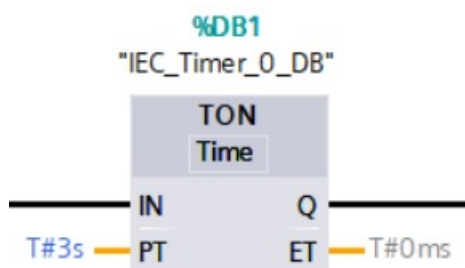 %DB1
"IEC_Timer_0_DB"
TON
Time
IN Q
T#3s PT ET T#0ms